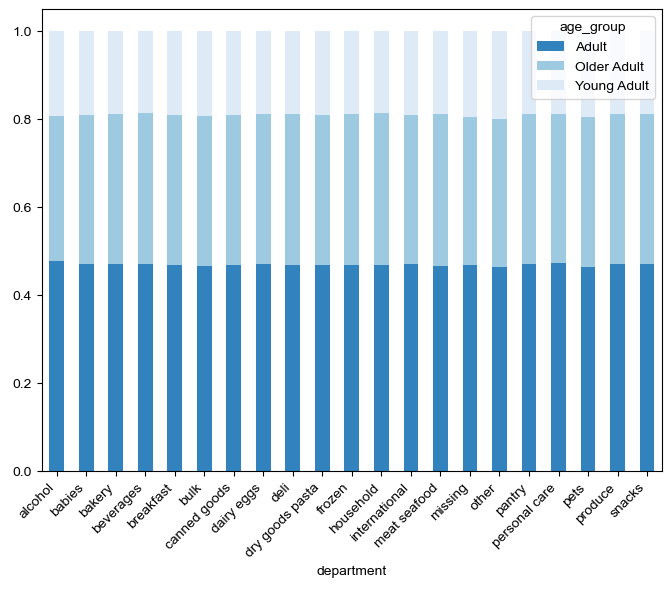 age_group
Adult
Older Adult
Young Adult
1.0
0.8
0.6
0.4
0.2
0.0
alcohol
babies
bakery
beverages
breakfast
bulk
canned goods
dairy eggs
deli
dry goods pasta
frozen
household
international
meat seafood
missing
other
pantry
personal care
pets
produce
snacks
department